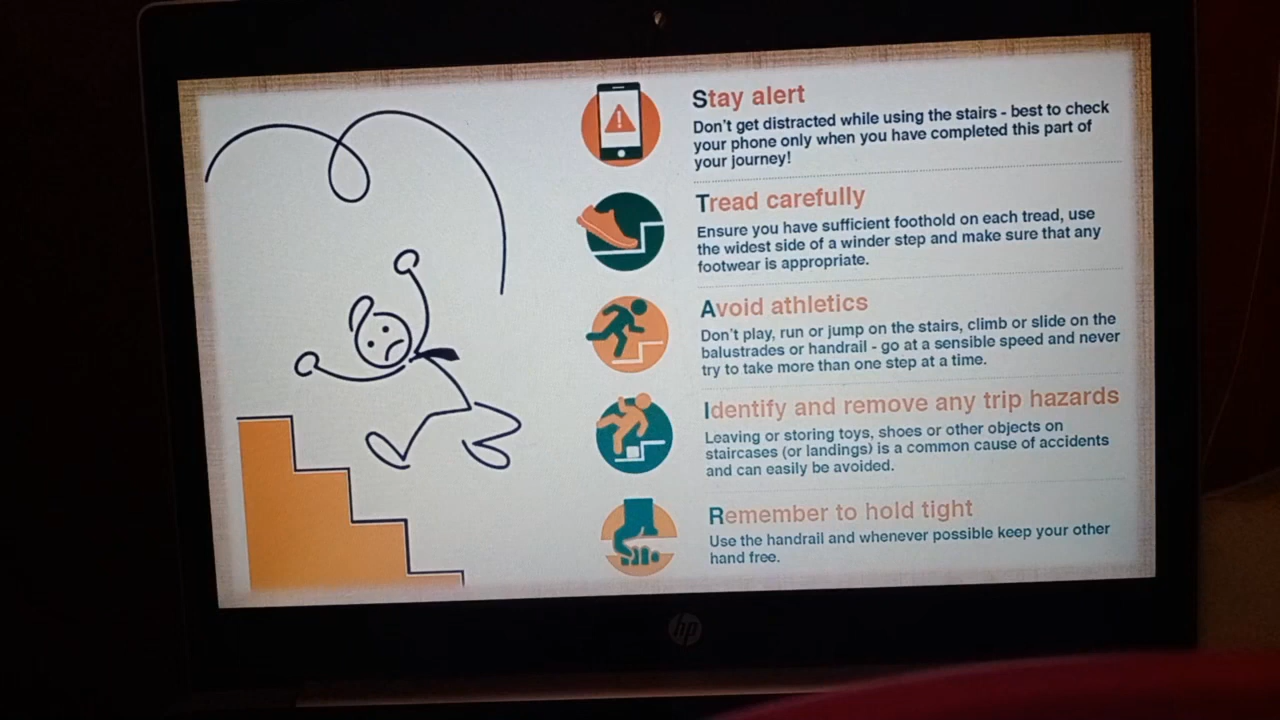 Stay alert
Don't get distracted while using the stairs - best to check
your phone only when you have completed this part of
your journey!
Tread carefully
Ensure you have sufficient foothold on each tread, use
the widest side of a winder step and make sure that any
footwear is appropriate.
Avoid athletics
Don't play, run or jump on the stairs, climb or slide on the
balustrades or handrail - go at a sensible speed and never
try to take more than one step at a time.
Identify and remove any trip hazards
Leaving or storing toys, shoes or other objects on
staircases (or landings) is a common cause of accidents
and can easily be avoided.
Remember to hold tight
Use the handrail and whenever possible keep your other
hand free.
hp